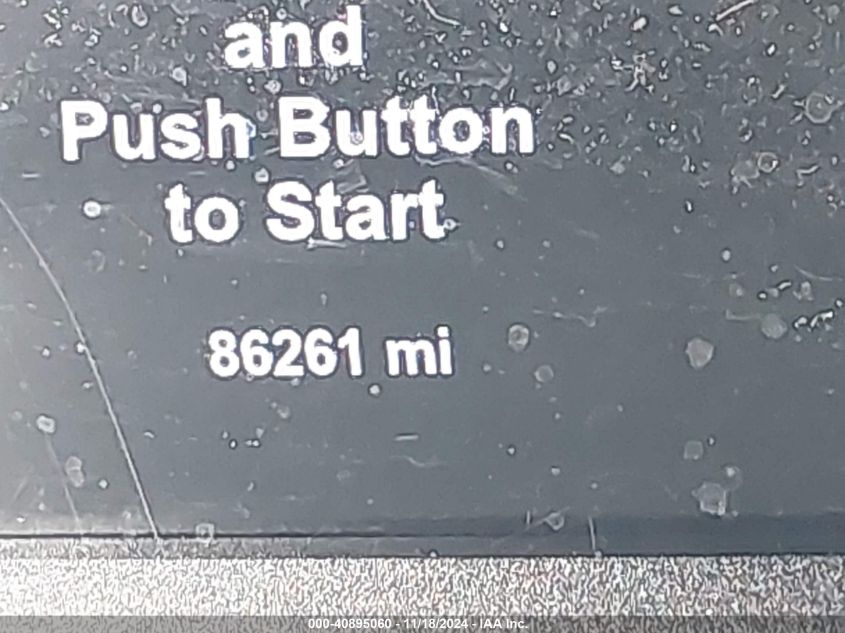 and
Push Button
to Start
86261 mi
000-40895060 - 11/18/2024 - IAA Inc.